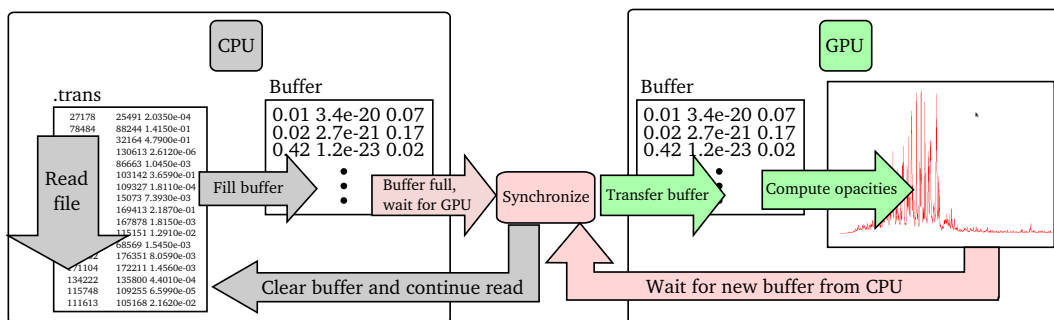 CPU
GPU
.trans
Buffer
Buffer
27178 25491 2.0350e-04
78484 88244 1.4150e-01
32164 4.7900e-01
130613 2.6120e-06
86663 1.0450e-03
103142 3.6590e-01
109327 1.8110e-04
15073 7.3930e-03
169413 2.1870e-01
167878 1.8150e-03
115151 1.2910e-02
68569 1.5450e-03
176351 8.0590e-03
171104 172211 1.4560e-03
134222 135800 4.4010e-04
115748 109255 6.5990e-05
111613 105168 2.1620e-02
Read
file
0.01 3.4e-20 0.07
0.02 2.7e-21 0.17
0.42 1.2e-23 0.02
0.01 3.4e-20 0.07
0.02 2.7e-21 0.17
0.42 1.2e-23 0.02
Fill buffer
Buffer full,
wait for GPU
Synchronize
Transfer buffer
Compute opacities
Clear buffer and continue read
Wait for new buffer from CPU